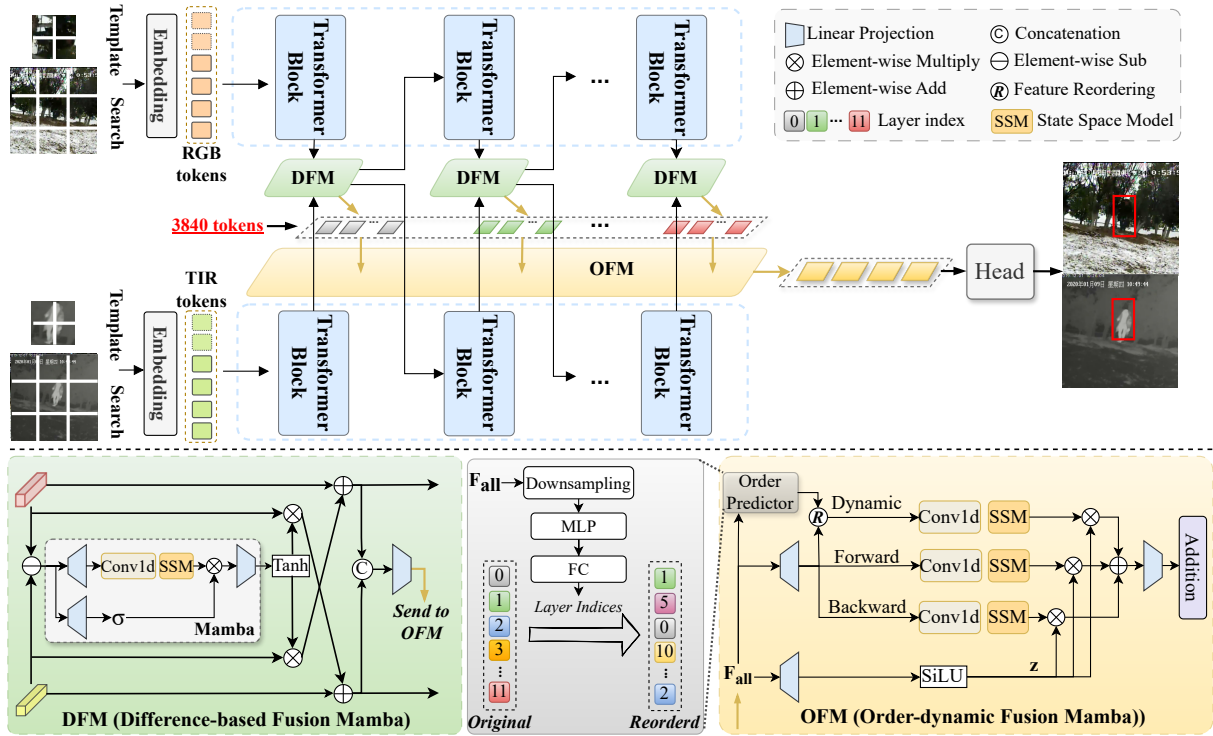 Template
Search
Embedding
RGB
tokens
Transformer
Block
Transformer
Block
...
Transformer
Block
Linear Projection
C Concatenation
Element-wise Multiply
Element-wise Sub
Element-wise Add
R Feature Reordering
0 1 ... 11 Layer index
SSM State Space Model
DFM
DFM
DFM
3840 tokens
...
...
...
...
OFM
Head
TIR
tokens
Template
Search
Embedding
Transformer
Block
Transformer
Block
...
Transformer
Block
Conv1d
SSM
σ
Mamba
Tanh
C
Send to
OFM
DFM (Difference-based Fusion Mamba)
Fall
Downsampling
MLP
FC
Layer Indices
0
1
2
3
11
Original
1
5
0
10
2
Reorderd
Order
Predictor
R
Dynamic
Conv1d
SSM
Forward
Conv1d
SSM
Backward
Conv1d
SSM
Addition
Fall
SiLU
z
OFM (Order-dynamic Fusion Mamba))